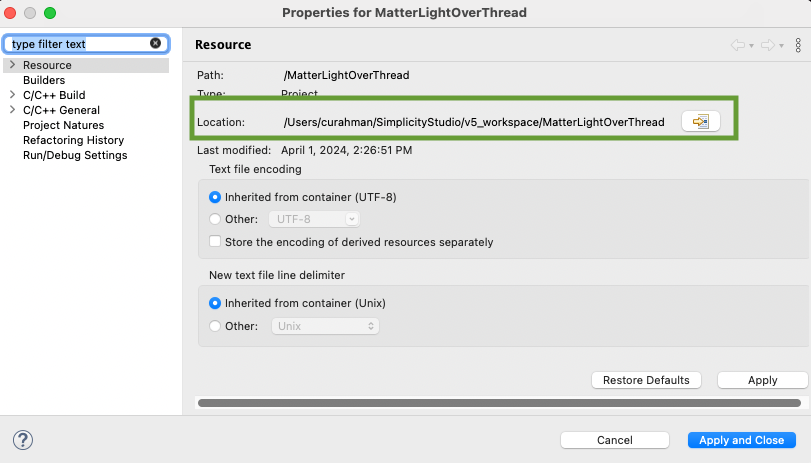 Properties for MatterLightOverThread
type filter text
Resource
Builders
C/C++ Build
C/C++ General
Project Natures
Refactoring History
Run/Debug Settings
Resource
Path: /MatterLightOverThread
Type: Project
Location: /Users/curahman/SimplicityStudio/v5_workspace/MatterLightOverThread
Last modified: April 1, 2024, 2:26:51 PM
Text file encoding
Inherited from container (UTF-8)
Other: UTF-8
Store the encoding of derived resources separately
New text file line delimiter
Inherited from container (Unix)
Other: Unix
Restore Defaults Apply
? Cancel Apply and Close